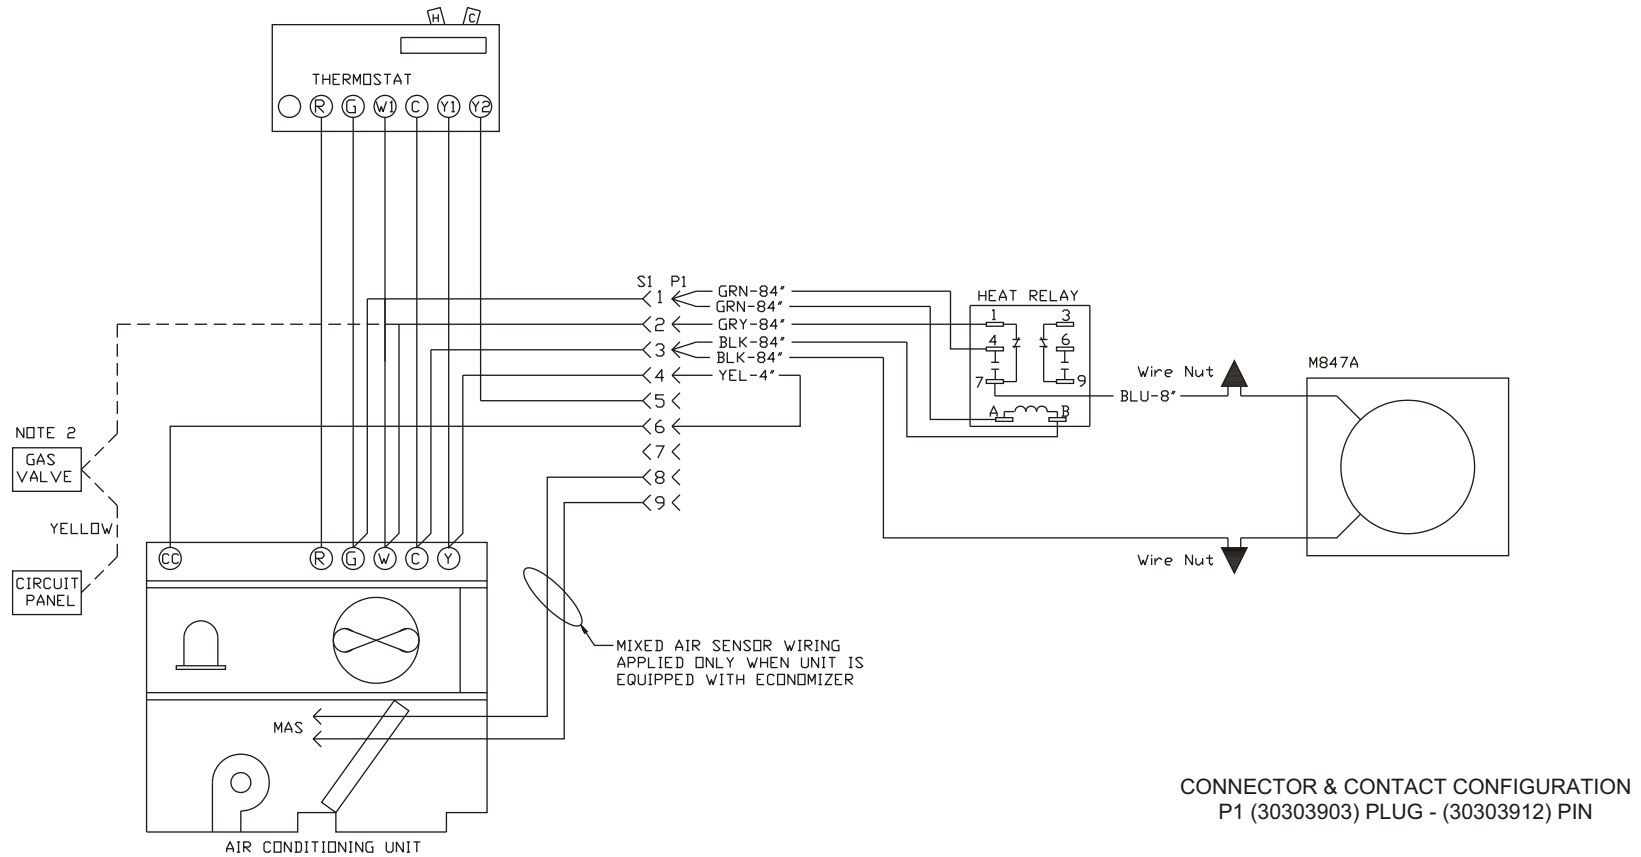 H C
THERMOSTAT
R G W1 C Y1 Y2
S1 P1
1
2
3
4
5
6
7
8
9
GRN-84"
GRN-84"
GRY-84"
BLK-84"
BLK-84"
YEL-4"
HEAT RELAY
1 3
4 6
7 9
A B
BLU-8"
Wire Nut
Wire Nut
M847A
NOTE 2
GAS
VALVE
YELLOW
CIRCUIT
PANEL
CC R G W C Y
MIXED AIR SENSOR WIRING
APPLIED ONLY WHEN UNIT IS
EQUIPPED WITH ECONOMIZER
MAS
AIR CONDITIONING UNIT
CONNECTOR & CONTACT CONFIGURATION
P1 (30303903) PLUG - (30303912) PIN